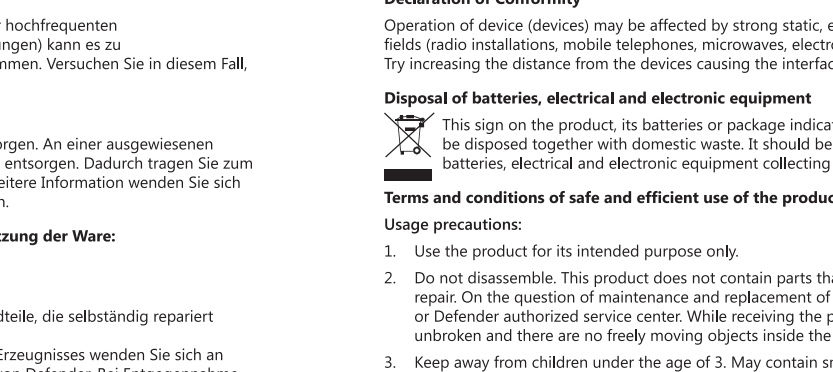 hochfrequenten
ungen) kann es zu
mmen. Versuchen Sie in diesem Fall,
orgen. An einer ausgewiesenen
entsorgen. Dadurch tragen Sie zum
eitere Information wenden Sie sich
n.
tzung der Ware:
dteile, die selbständig repariert
Erzeugnisses wenden Sie sich an
von Defender. Bei Entgegennahme
Declaration of Conformity
Operation of device (devices) may be affected by strong static, e
fields (radio installations, mobile telephones, microwaves, electro
Try increasing the distance from the devices causing the interfac
Disposal of batteries, electrical and electronic equipment
This sign on the product, its batteries or package indicat
be disposed together with domestic waste. It should be
batteries, electrical and electronic equipment collecting
Terms and conditions of safe and efficient use of the produc
Usage precautions:
1. Use the product for its intended purpose only.
2. Do not disassemble. This product does not contain parts tha
repair. On the question of maintenance and replacement of
or Defender authorized service center. While receiving the p
unbroken and there are no freely moving objects inside the
3. Keep away from children under the age of 3. May contain sm